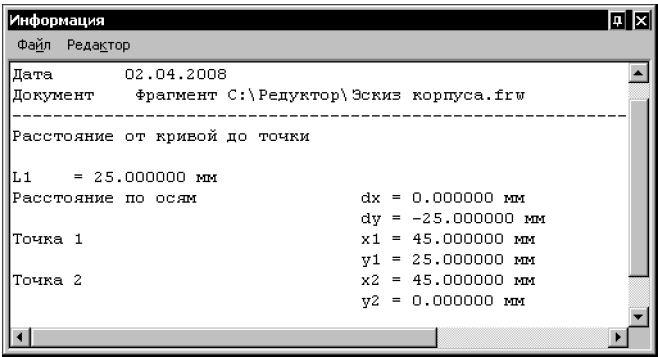 Информация
Файл Редактор
Дата 02.04.2008
Документ Фрагмент C:\Редуктор\Эскиз корпуса.frw
--------------------------------------------------------------
Расстояние от кривой до точки
L1 = 25.000000 мм
Расстояние по осям dx = 0.000000 мм
dy = -25.000000 мм
Точка 1 x1 = 45.000000 мм
y1 = 25.000000 мм
Точка 2 x2 = 45.000000 мм
y2 = 0.000000 мм